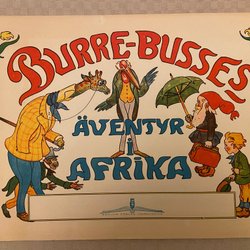 BURRE-BUSSES
ÄVENTYR
i
AFRIKA